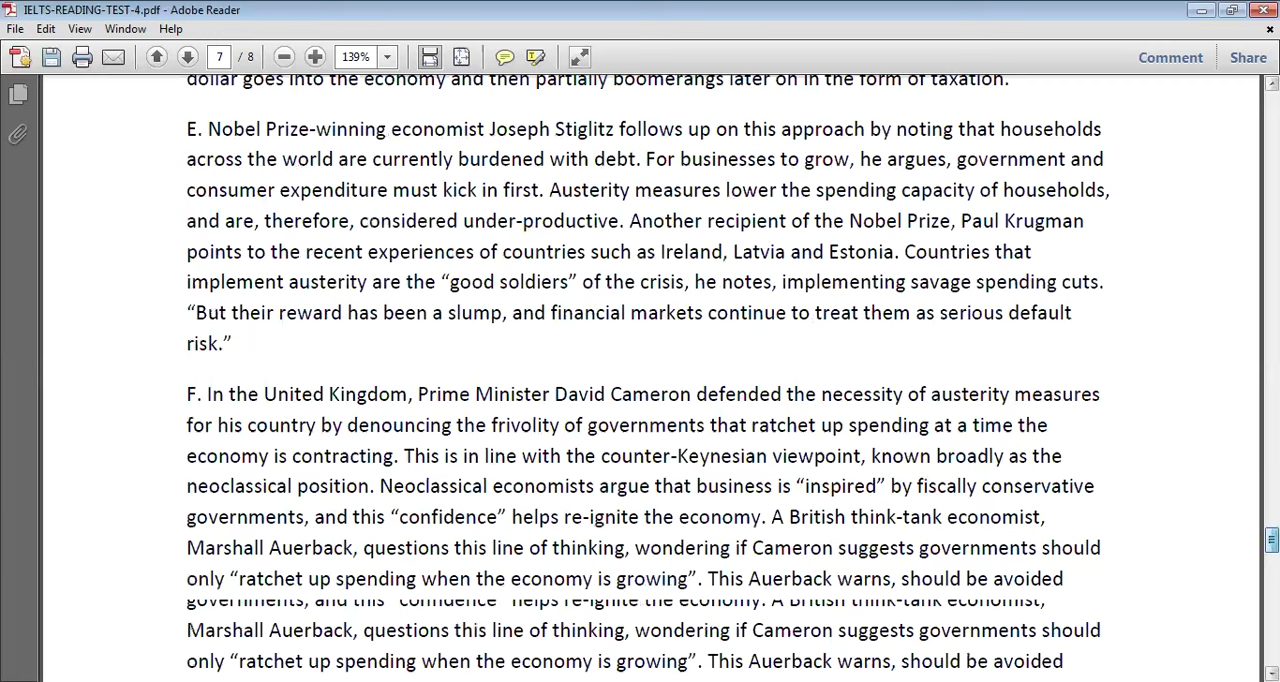 IELTS-READING-TEST-4.pdf - Adobe Reader
File Edit View Window Help
7 / 8 139% Comment Share
dollar goes into the economy and then partially boomerangs later on in the form of taxation.
E. Nobel Prize-winning economist Joseph Stiglitz follows up on this approach by noting that households
across the world are currently burdened with debt. For businesses to grow, he argues, government and
consumer expenditure must kick in first. Austerity measures lower the spending capacity of households,
and are, therefore, considered under-productive. Another recipient of the Nobel Prize, Paul Krugman
points to the recent experiences of countries such as Ireland, Latvia and Estonia. Countries that
implement austerity are the “good soldiers” of the crisis, he notes, implementing savage spending cuts.
“But their reward has been a slump, and financial markets continue to treat them as serious default
risk.”
F. In the United Kingdom, Prime Minister David Cameron defended the necessity of austerity measures
for his country by denouncing the frivolity of governments that ratchet up spending at a time the
economy is contracting. This is in line with the counter-Keynesian viewpoint, known broadly as the
neoclassical position. Neoclassical economists argue that business is “inspired” by fiscally conservative
governments, and this “confidence” helps re-ignite the economy. A British think-tank economist,
Marshall Auerback, questions this line of thinking, wondering if Cameron suggests governments should
only “ratchet up spending when the economy is growing”. This Auerback warns, should be avoided
governments, and this “confidence” helps re-ignite the economy. A British think-tank economist,
Marshall Auerback, questions this line of thinking, wondering if Cameron suggests governments should
only “ratchet up spending when the economy is growing”. This Auerback warns, should be avoided